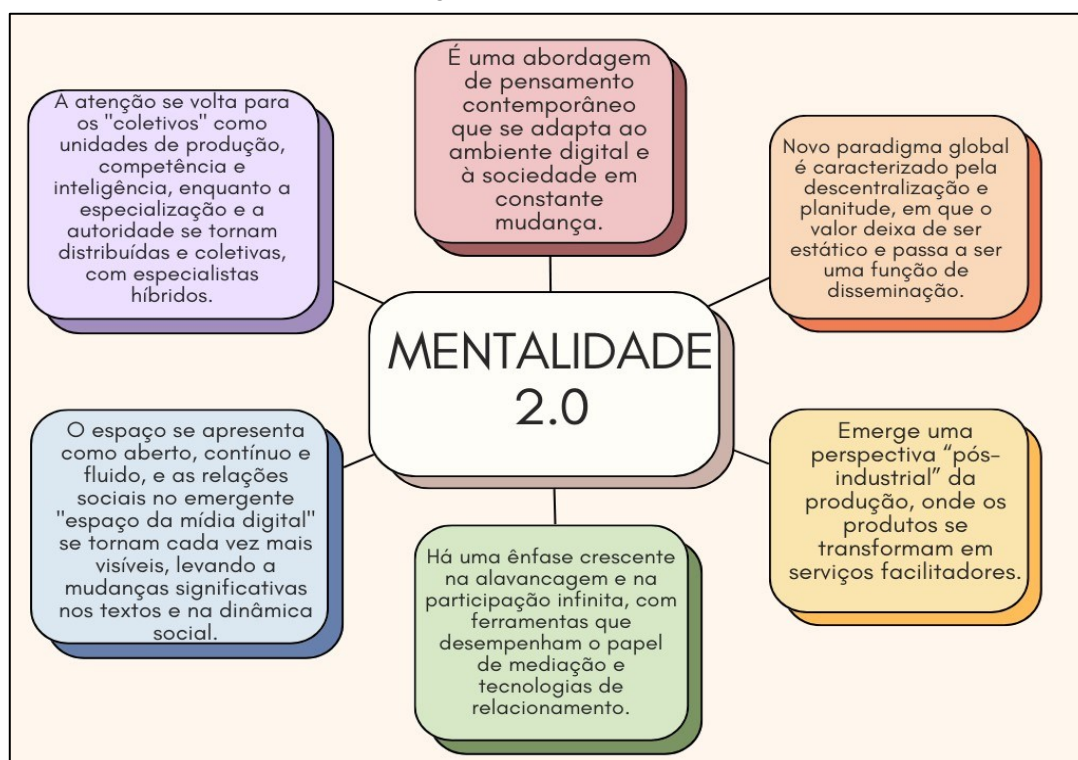 É uma abordagem
de pensamento
contemporâneo
que se adapta ao
ambiente digital e
à sociedade em
constante
mudança.
A atenção se volta para
os "coletivos" como
unidades de produção,
competência e
inteligência, enquanto a
especialização e a
autoridade se tornam
distribuídas e coletivas,
com especialistas
híbridos.
Novo paradigma global
é caracterizado pela
descentralização e
planitude, em que o
valor deixa de ser
estático e passa a ser
uma função de
disseminação.
MENTALIDADE
2.0
O espaço se apresenta
como aberto, contínuo e
fluido, e as relações
sociais no emergente
"espaço da mídia digital"
se tornam cada vez mais
visíveis, levando a
mudanças significativas
nos textos e na dinâmica
social.
Emerge uma
perspectiva “pós-
industrial” da
produção, onde os
produtos se
transformam em
serviços facilitadores.
Há uma ênfase crescente
na alavancagem e na
participação infinita, com
ferramentas que
desempenham o papel
de mediação e
tecnologias de
relacionamento.